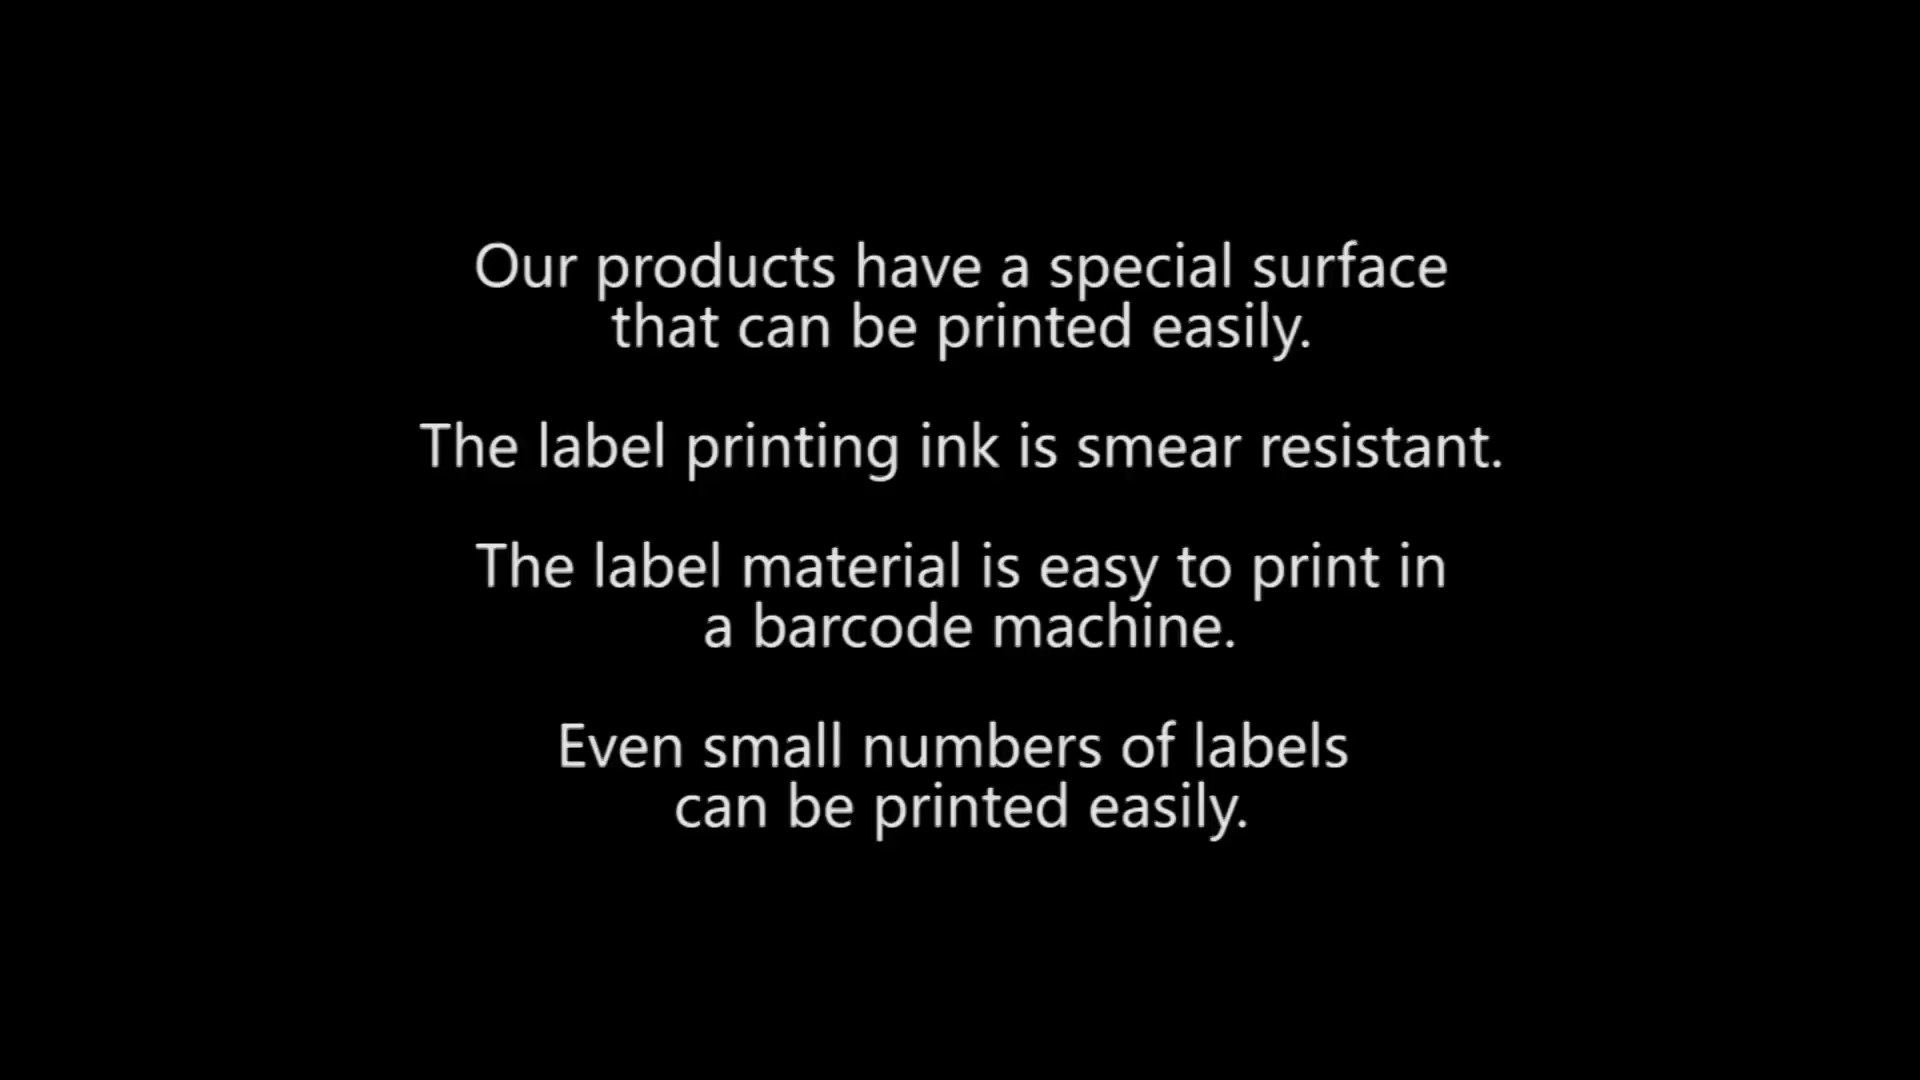 Our products have a special surface
that can be printed easily.
The label printing ink is smear resistant.
The label material is easy to print in
a barcode machine.
Even small numbers of labels
can be printed easily.